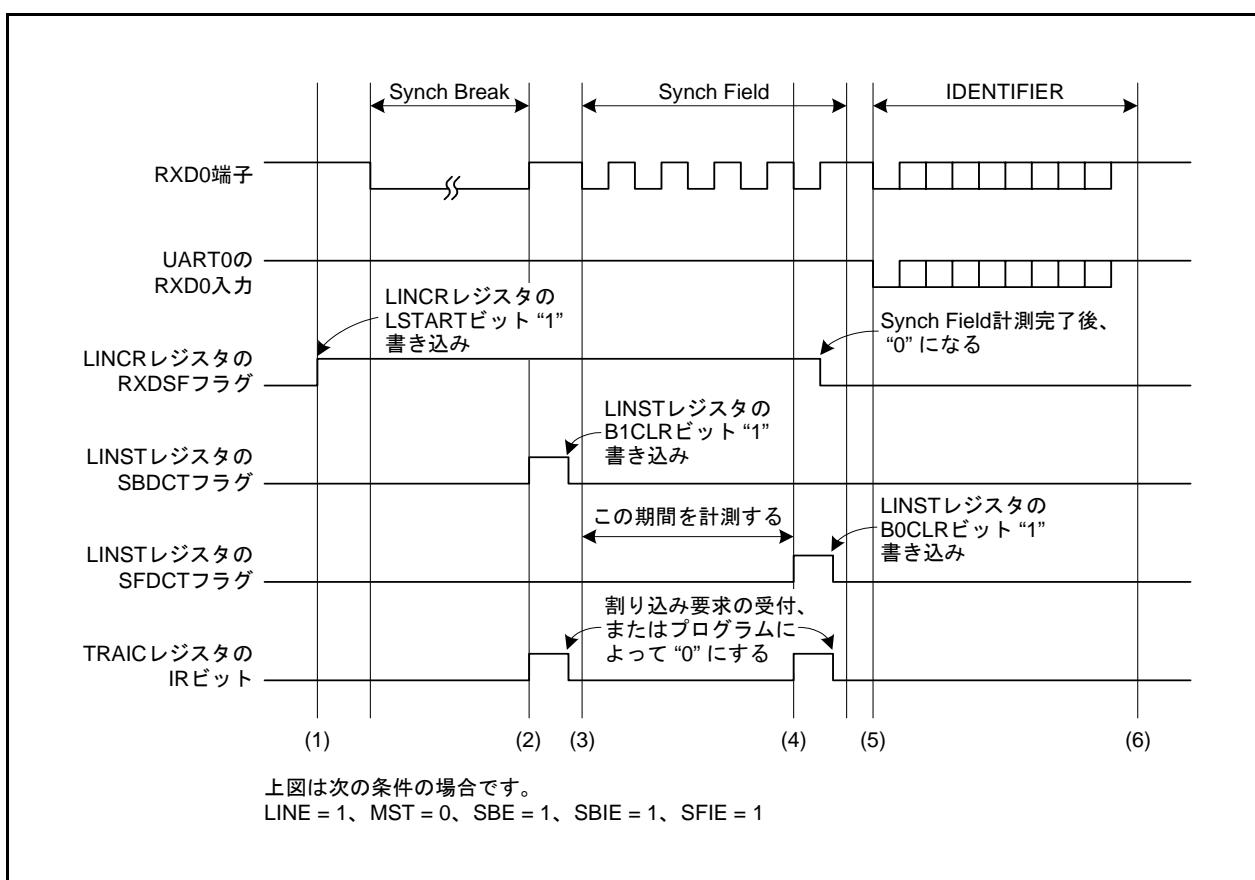 Synch Break
Synch Field
IDENTIFIER
RXD0端子
UART0の
RXD0入力
LINCRレジスタの
LSTARTビット “1”
書き込み
Synch Field計測完了後、
“0” になる
LINCRレジスタの
RXDSFフラグ
LINSTレジスタの
B1CLRビット “1”
書き込み
LINSTレジスタの
SBDCTフラグ
この期間を計測する
LINSTレジスタの
B0CLRビット “1”
書き込み
LINSTレジスタの
SFDCTフラグ
割り込み要求の受付、
またはプログラムに
よって “0” にする
TRAICレジスタの
IRビット
(1) (2) (3) (4) (5) (6)
上図は次の条件の場合です。
LINE = 1、MST = 0、SBE = 1、SBIE = 1、SFIE = 1